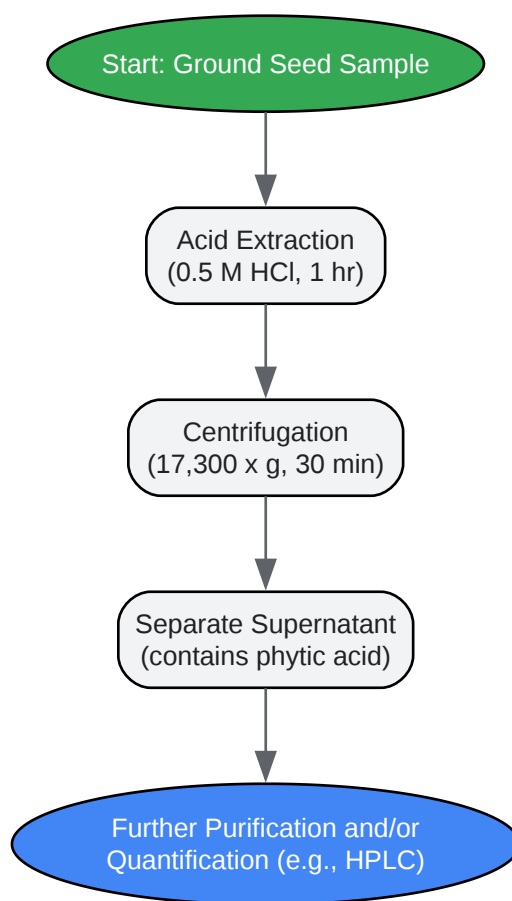 Start: Ground Seed Sample
Acid Extraction
(0.5 M HCl, 1 hr)
Centrifugation
(17,300 x g, 30 min)
Separate Supernatant
(contains phytic acid)
Further Purification and/or
Quantification (e.g., HPLC)